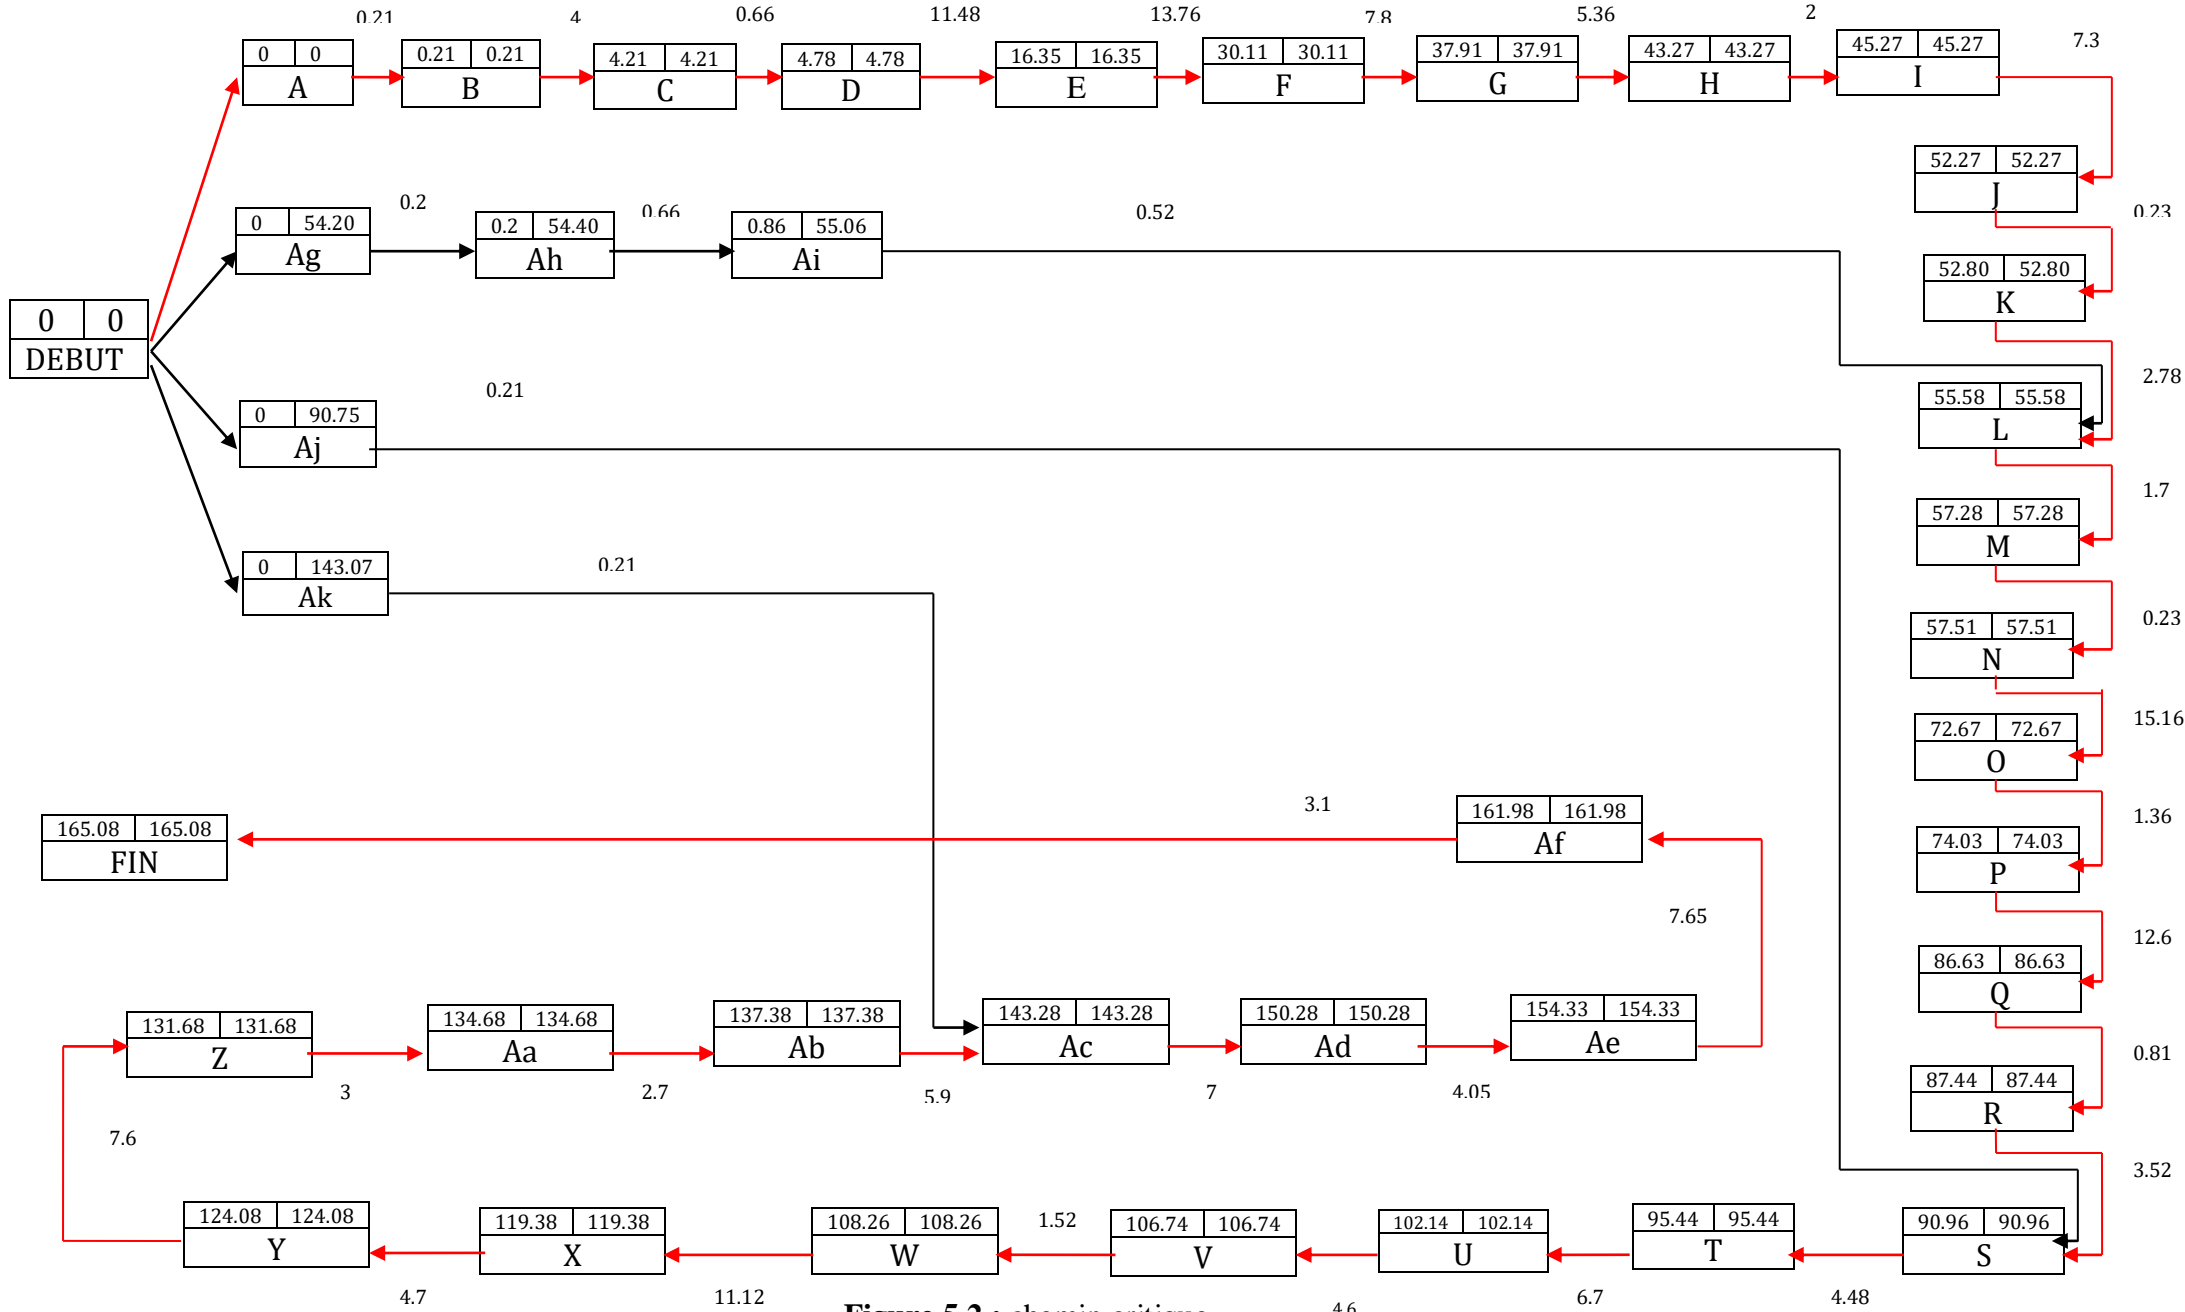 0.21 4 0.66 11.48 13.76 7.8 5.36 2
0 0 0.21 0.21 4.21 4.21 4.78 4.78 16.35 16.35 30.11 30.11 37.91 37.91 43.27 43.27 45.27 45.27 7.3
A B C D E F G H I
52.27 52.27
J
0.2 0.66 0.52 0.23
0 54.20 0.2 54.40 0.86 55.06
Ag Ah Ai
52.80 52.80
K
0 0
DEBUT
0.21 2.78
0 90.75 55.58 55.58
Aj L
1.7
57.28 57.28
M
0 143.07 0.21
Ak
0.23
57.51 57.51
N
15.16
72.67 72.67
O
3.1 161.98 161.98 1.36
Af
165.08 165.08 74.03 74.03
FIN P
7.65 12.6
86.63 86.63
Q
131.68 131.68 134.68 134.68 137.38 137.38 143.28 143.28 150.28 150.28 154.33 154.33
Z Aa Ab Ac Ad Ae
0.81
3 2.7 5.9 7 4.05
87.44 87.44
R
7.6
3.52
124.08 124.08 119.38 119.38 108.26 108.26 1.52 106.74 106.74 102.14 102.14 95.44 95.44 90.96 90.96
Y X W V U T S
4.7 11.12 4.6 6.7 4.48
Figure 5.2 : chemin critique